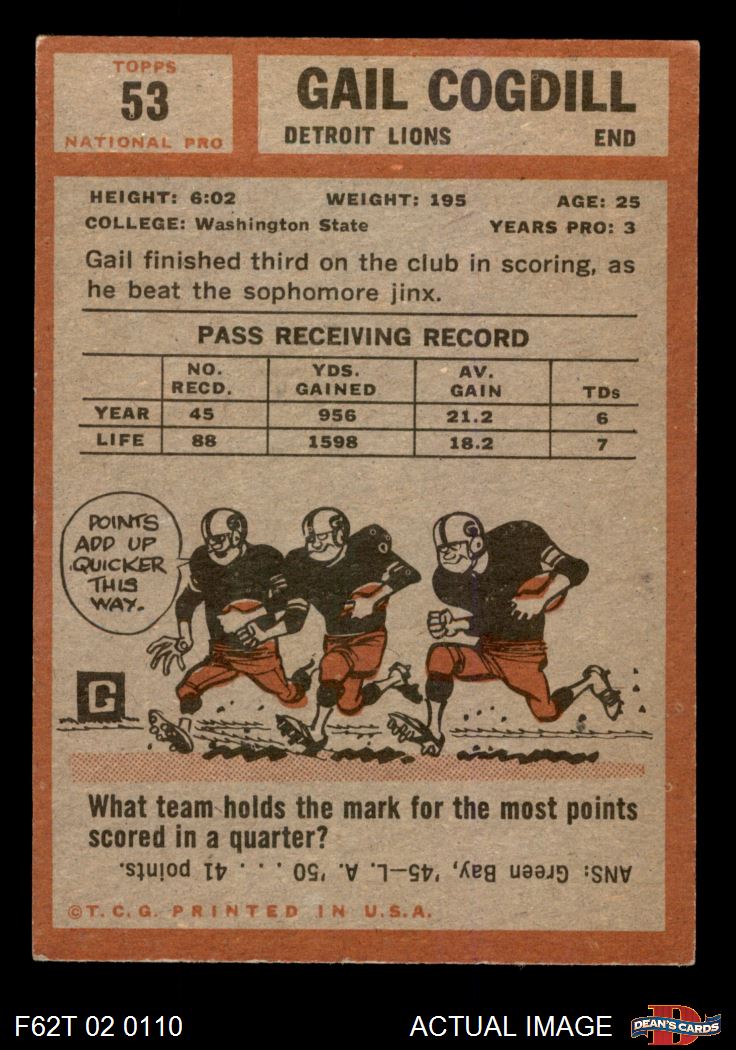 TOPPS
53
NATIONAL PRO
GAIL COGDILL
DETROIT LIONS END
HEIGHT: 6:02 WEIGHT: 195 AGE: 25
COLLEGE: Washington State YEARS PRO: 3
Gail finished third on the club in scoring, as
he beat the sophomore jinx.
PASS RECEIVING RECORD
NO. RECD. YDS. GAINED AV. GAIN TDs
YEAR 45 956 21.2 6
LIFE 88 1598 18.2 7
POINTS
ADD UP
QUICKER
THIS
WAY.
G
What team holds the mark for the most points
scored in a quarter?
ANS: Green Bay, '45—L. A. '50 . . . 41 points.
©T.C.G. PRINTED IN U.S.A.
F62T 02 0110 ACTUAL IMAGE DEAN'S CARDS